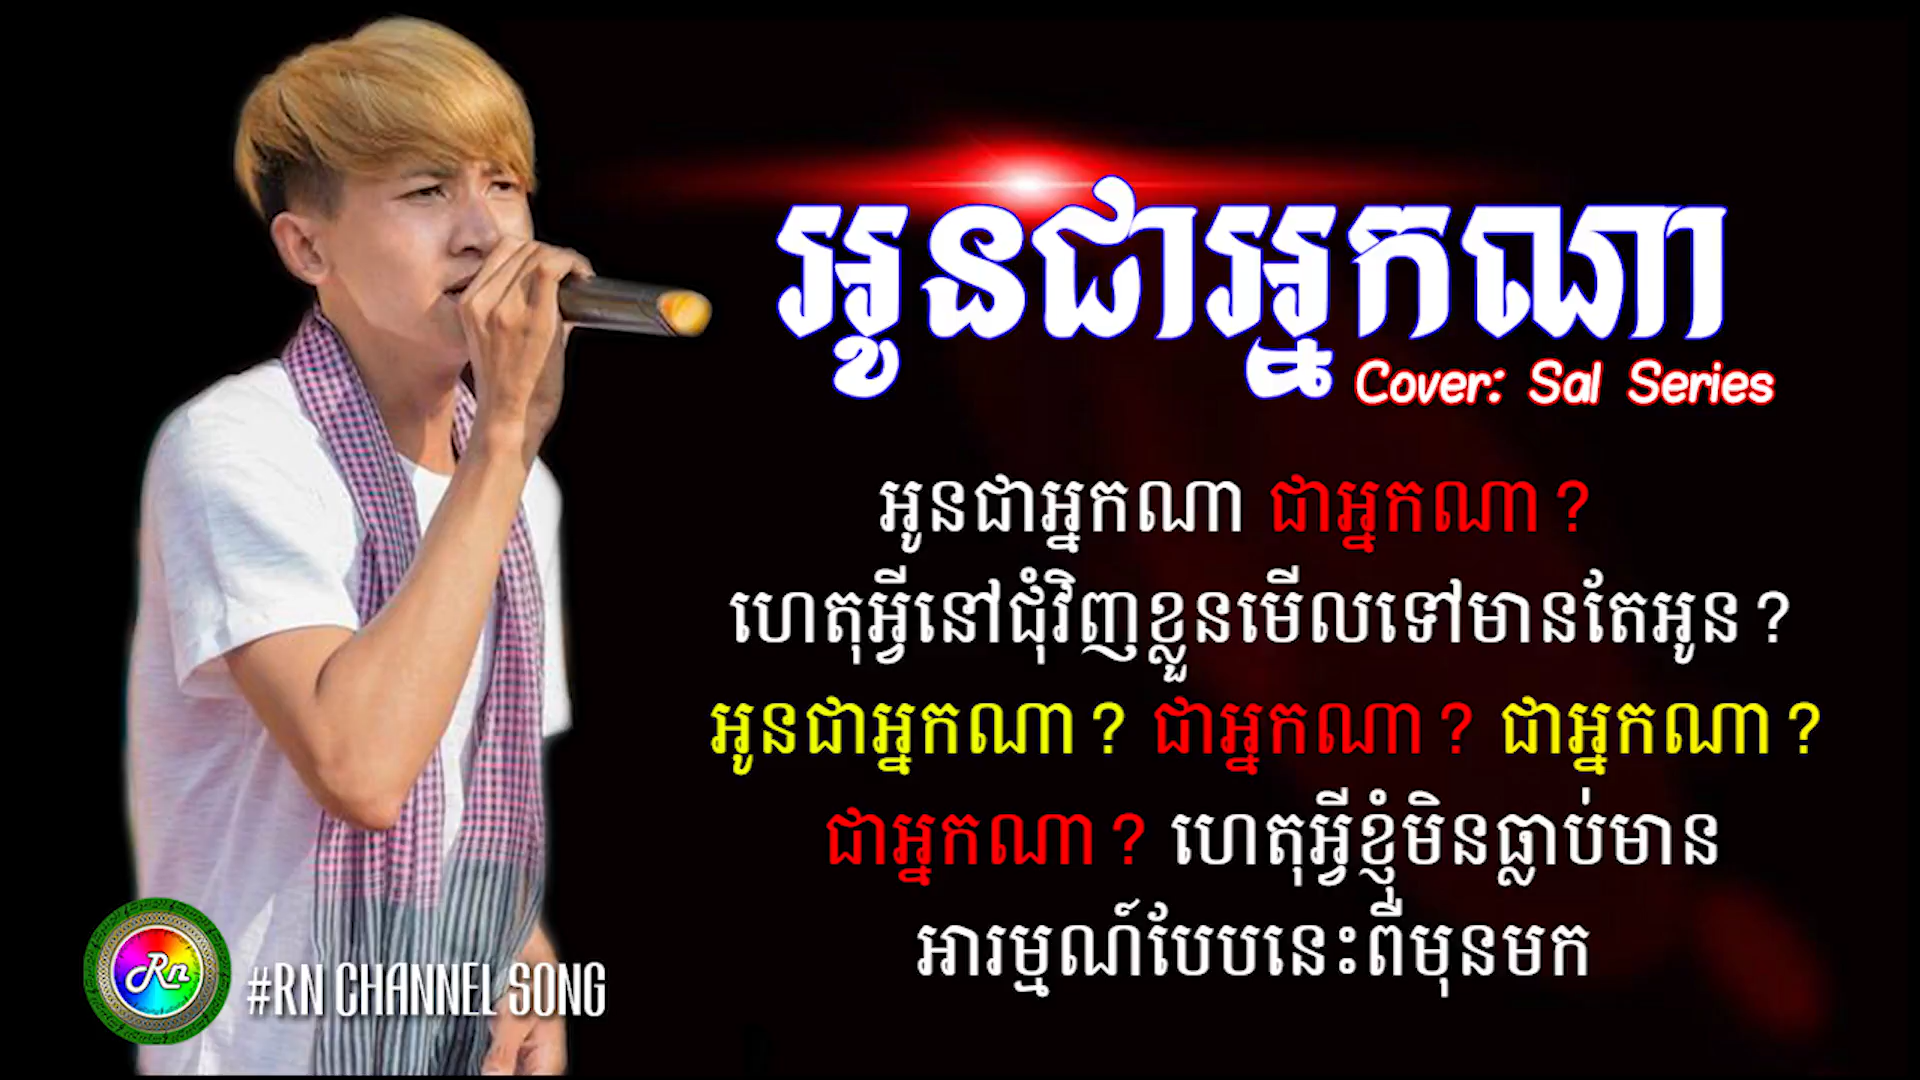 អូនជាអ្នកណា
Cover: Sal Series
អូនជាអ្នកណា ជាអ្នកណា ?
ហេតុអ្វីនៅជុំវិញខ្លួនមើលទៅមានតែអូន ?
អូនជាអ្នកណា ? ជាអ្នកណា ? ជាអ្នកណា ?
ជាអ្នកណា ? ហេតុអ្វីខ្ញុំមិនធ្លាប់មាន
អារម្មណ៍បែបនេះពីមុនមក
Rn
#RN CHANNEL SONG